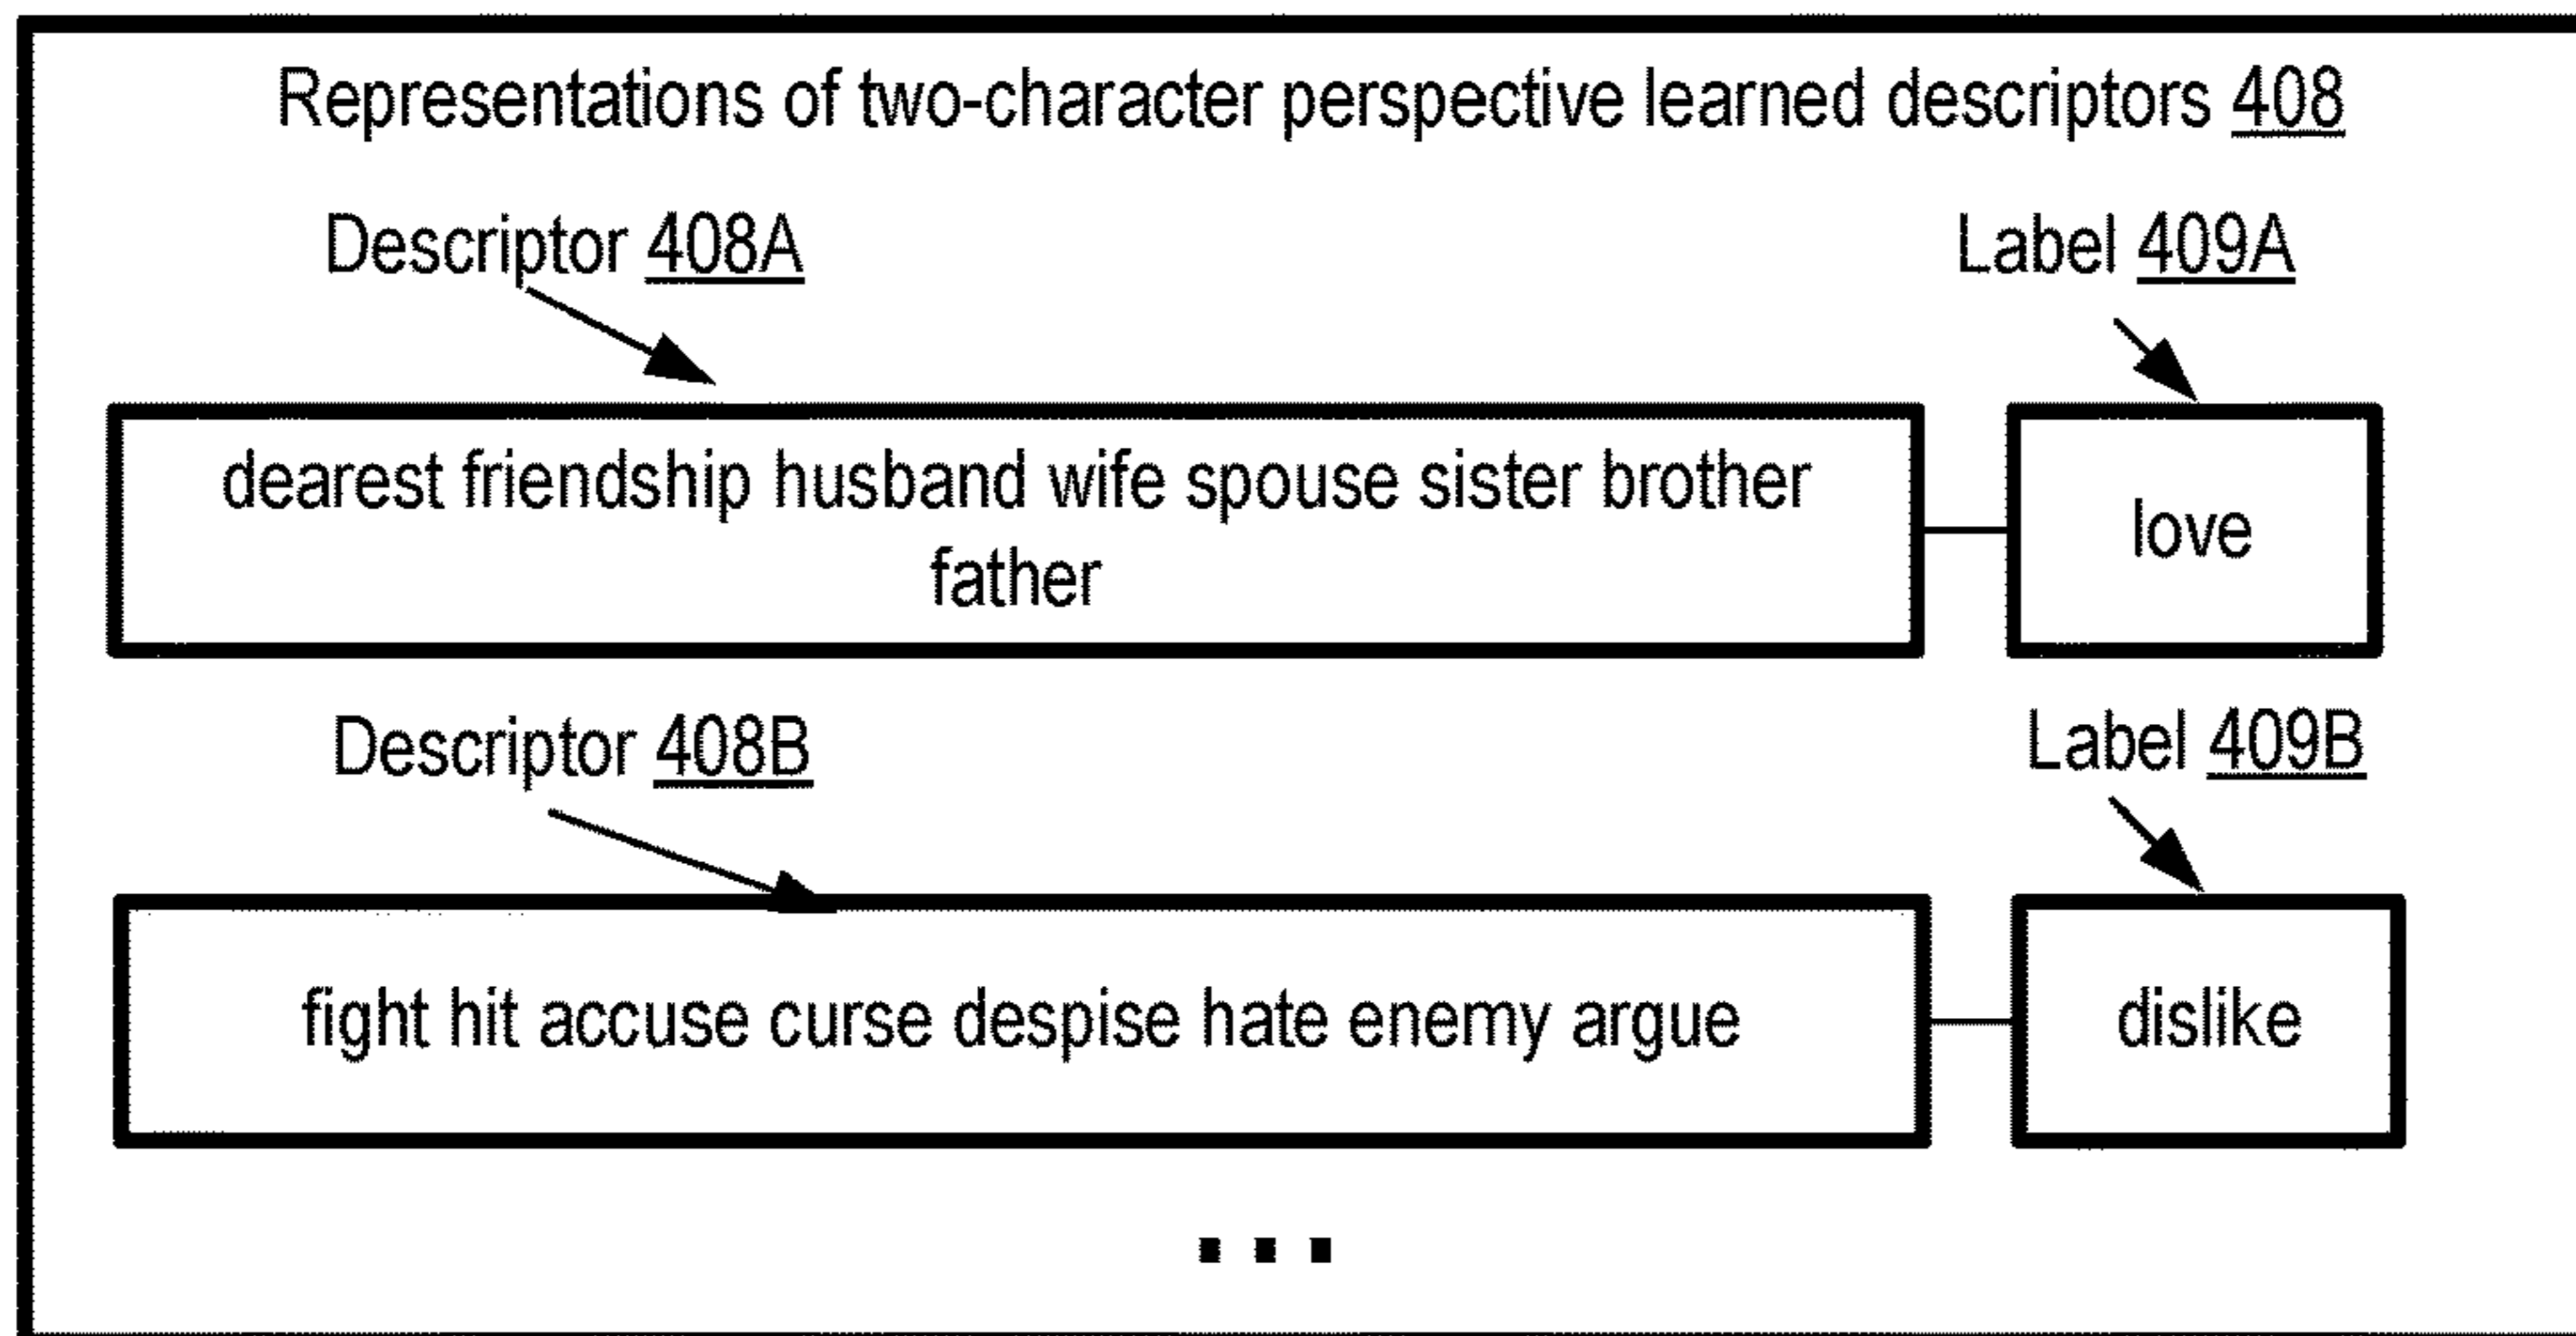 Representations of two-character perspective learned descriptors 408
Descriptor 408A
Label 409A
dearest friendship husband wife spouse sister brother
father
love
Descriptor 408B
Label 409B
fight hit accuse curse despise hate enemy argue
dislike
...